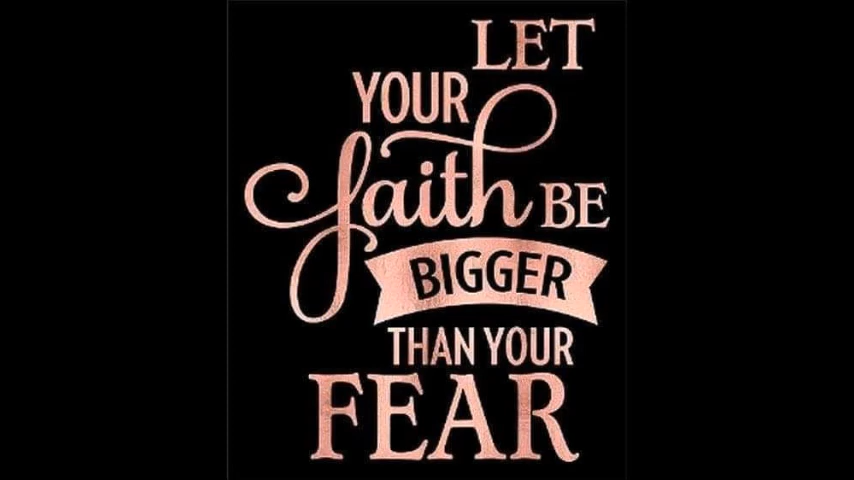 LET
YOUR
faith BE
BIGGER
THAN YOUR
FEAR